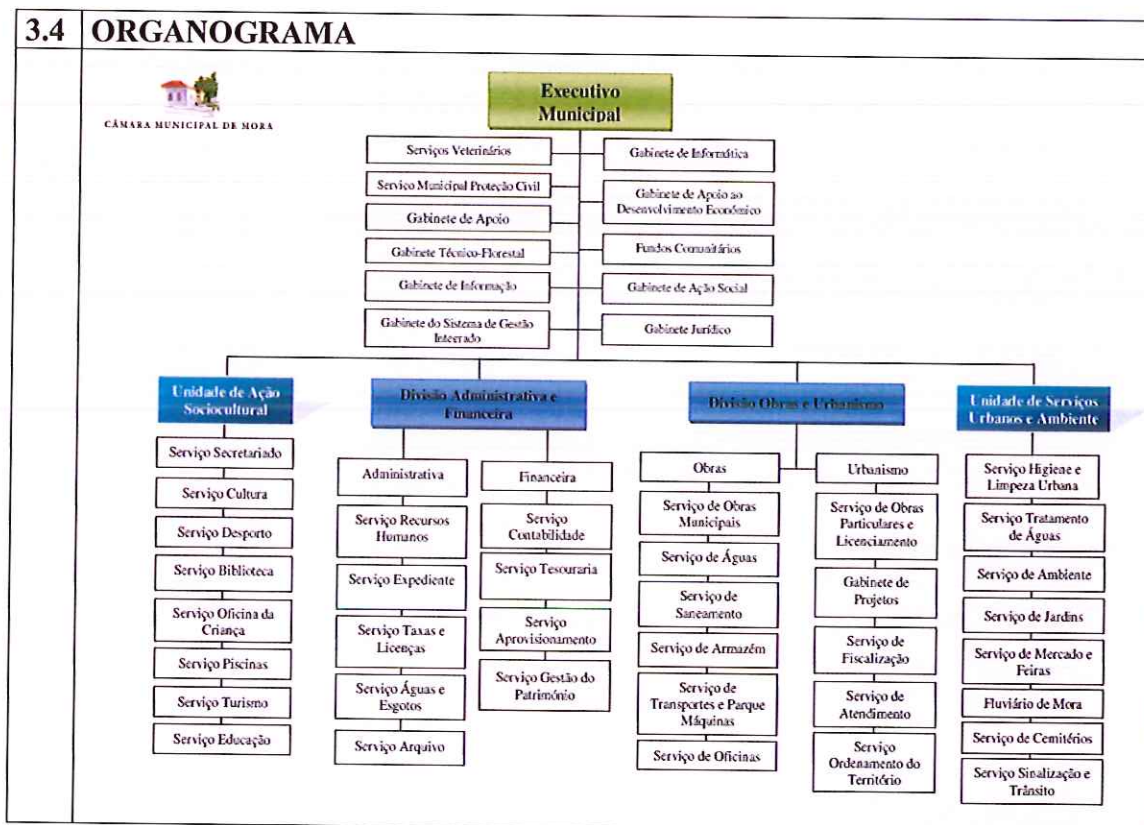 3.4 ORGANOGRAMA
CÂMARA MUNICIPAL DE MORA
Executivo
Municipal
Serviços Veterinários
Gabinete de Informática
Serviço Municipal Proteção Civil
Gabinete de Apoio ao
Desenvolvimento Económico
Gabinete de Apoio
Gabinete Técnico-Florestal
Fundos Comunitários
Gabinete de Informação
Gabinete de Ação Social
Gabinete do Sistema de Gestão
Integrado
Gabinete Jurídico
Unidade de Ação
Sociocultural
Serviço Secretariado
Serviço Cultura
Serviço Desporto
Serviço Biblioteca
Serviço Oficina da
Criança
Serviço Piscinas
Serviço Turismo
Serviço Educação
Divisão Administrativa e
Financeira
Administrativa
Serviço Recursos
Humanos
Serviço Expediente
Serviço Taxas e
Licenças
Serviço Águas e
Esgotos
Serviço Arquivo
Financeira
Serviço
Contabilidade
Serviço Tesouraria
Serviço
Aprovisionamento
Serviço Gestão do
Património
Divisão Obras e Urbanismo
Obras
Serviço de Obras
Municipais
Serviço de Águas
Serviço de
Saneamento
Serviço de Armazém
Serviço de
Transportes e Parque
Máquinas
Serviço de Oficinas
Urbanismo
Serviço de Obras
Particulares e
Licenciamento
Gabinete de
Projetos
Serviço de
Fiscalização
Serviço de
Atendimento
Serviço
Ordenamento do
Território
Unidade de Serviços
Urbanos e Ambiente
Serviço Higiene e
Limpeza Urbana
Serviço Tratamento
de Águas
Serviço de Ambiente
Serviço de Jardins
Serviço de Mercado e
Feiras
Fluviário de Mora
Serviço de Cemitérios
Serviço Sinalização e
Trânsito